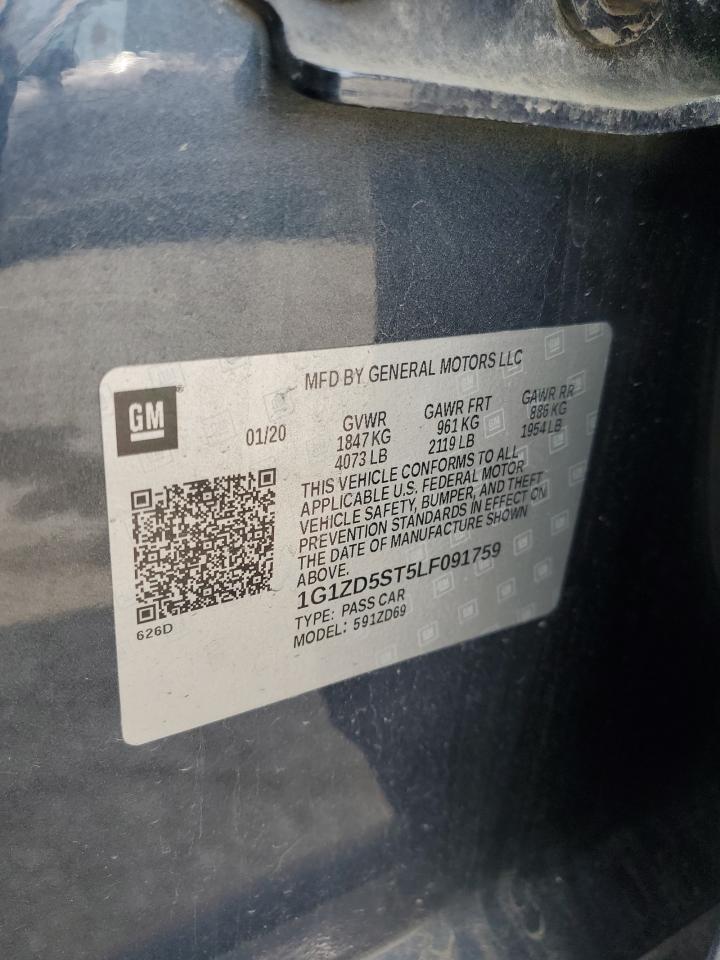 MFD BY GENERAL MOTORS LLC
GM
01/20
GVWR
1847 KG
4073 LB
GAWR FRT
961 KG
2119 LB
GAWR RR
886 KG
1954 LB
THIS VEHICLE CONFORMS TO ALL
APPLICABLE U.S. FEDERAL MOTOR
VEHICLE SAFETY, BUMPER, AND THEFT
PREVENTION STANDARDS IN EFFECT ON
THE DATE OF MANUFACTURE SHOWN
ABOVE.
1G1ZD5ST5LF091759
TYPE: PASS CAR
MODEL: 591ZD69
626D